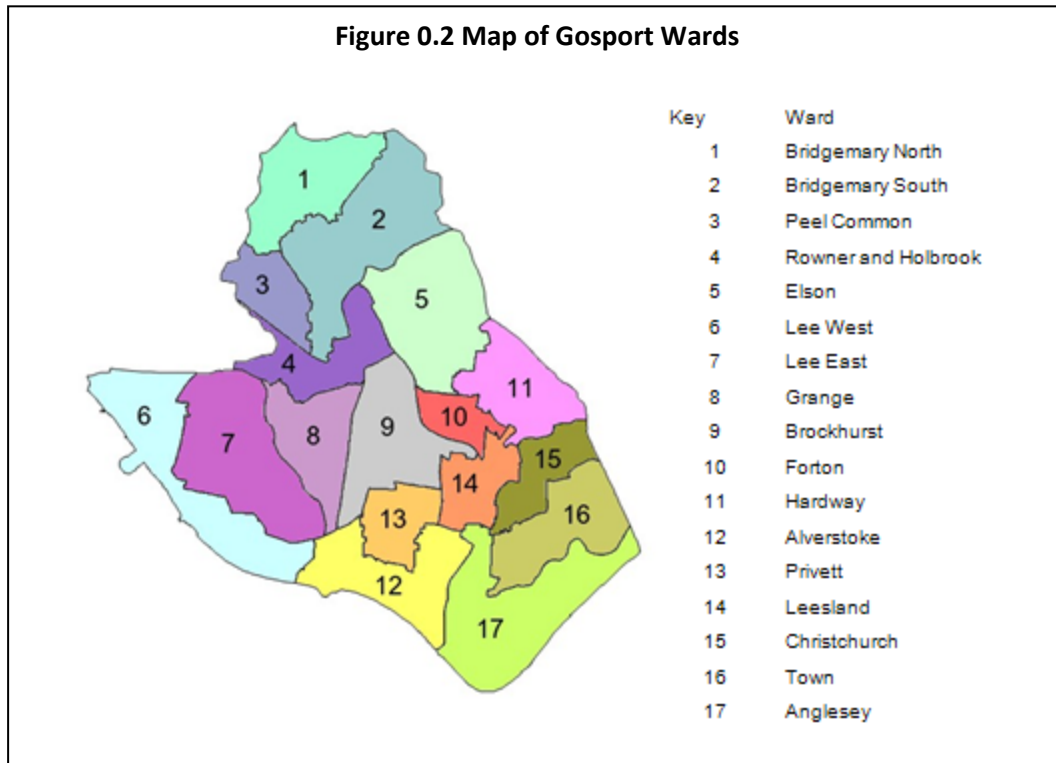 Figure 0.2 Map of Gosport Wards
Key Ward
1 Bridgemary North
2 Bridgemary South
3 Peel Common
4 Rowner and Holbrook
5 Elson
6 Lee West
7 Lee East
8 Grange
9 Brockhurst
10 Forton
11 Hardway
12 Alverstoke
13 Privett
14 Leesland
15 Christchurch
16 Town
17 Anglesey
1
2
3
5
4
11
6
10
9
7
8
15
14
16
13
12
17